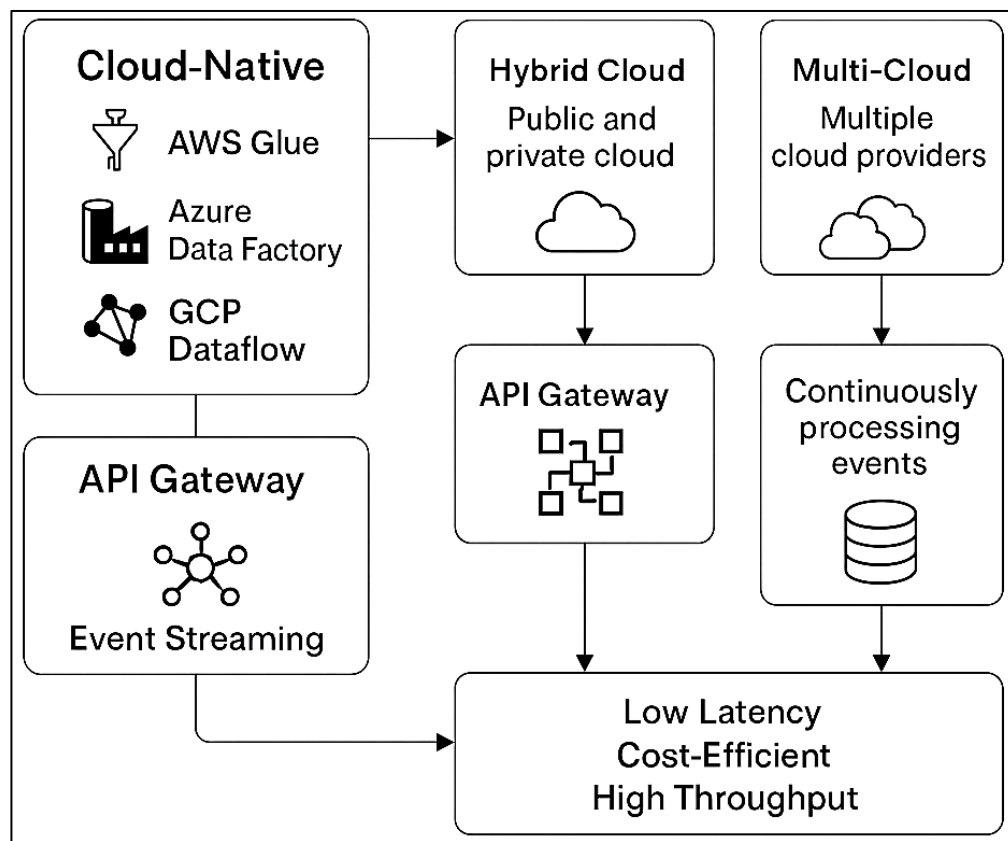 Cloud-Native
AWS Glue
Azure
Data Factory
GCP
Dataflow
API Gateway
Event Streaming
Hybrid Cloud
Public and
private cloud
API Gateway
Multi-Cloud
Multiple
cloud providers
Continuously
processing
events
Low Latency
Cost-Efficient
High Throughput